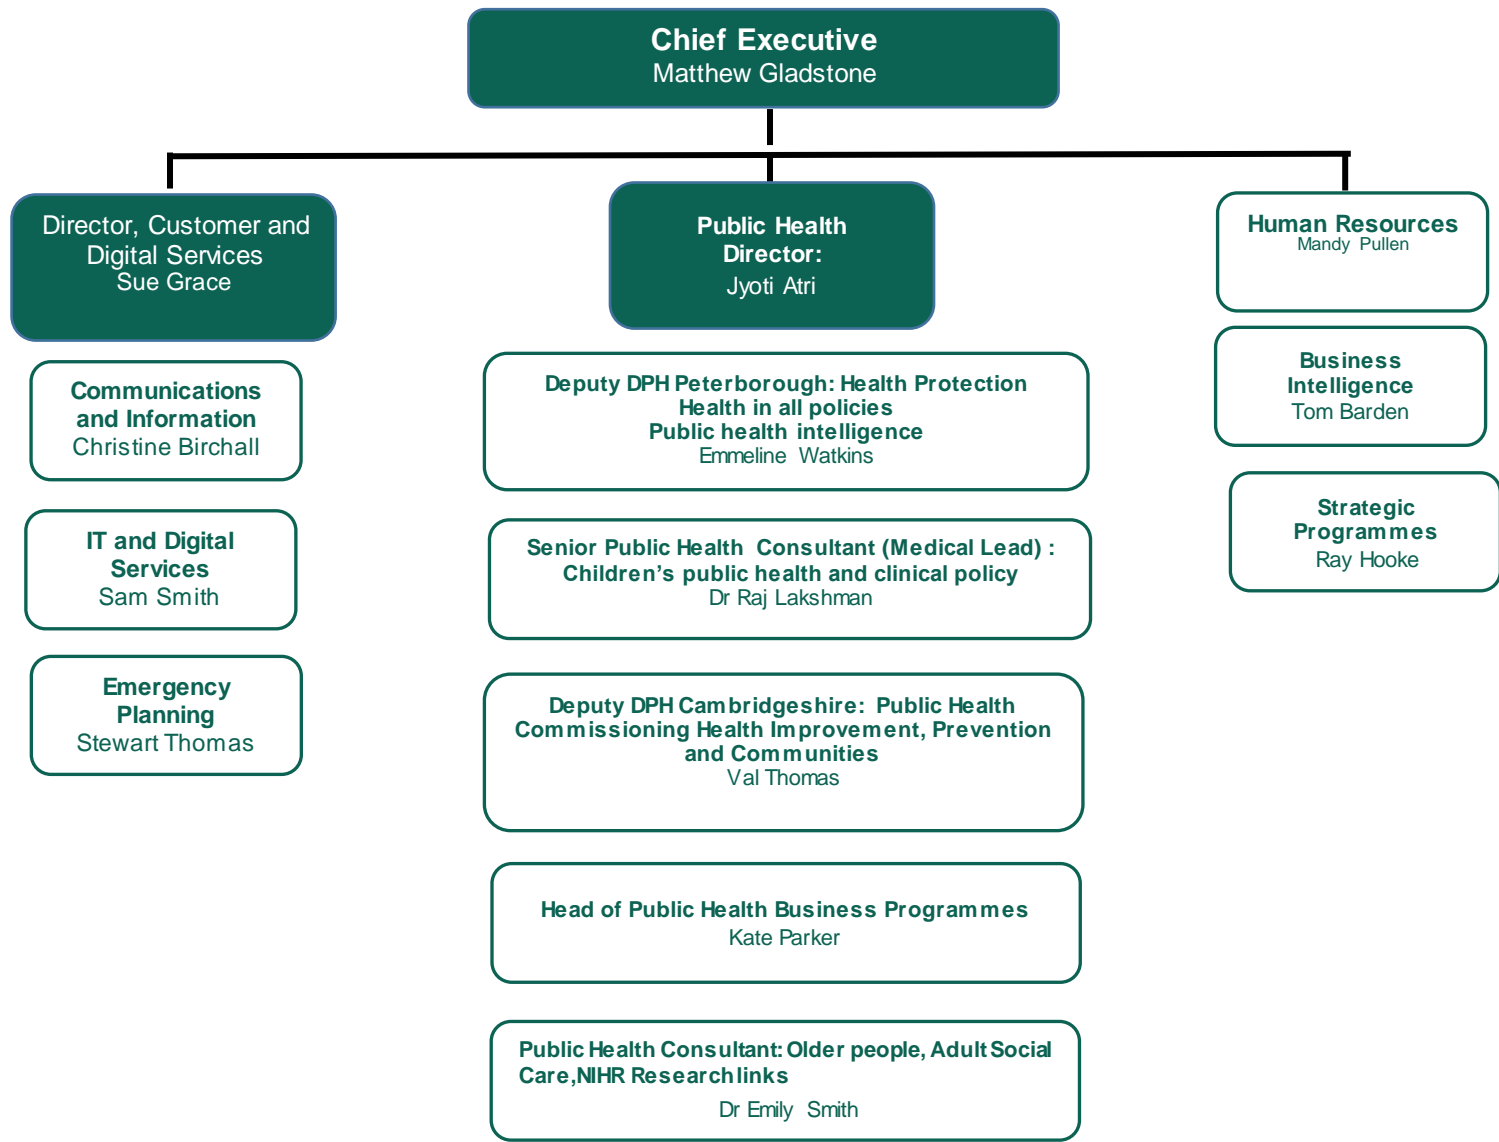 Chief Executive
Matthew Gladstone
Director, Customer and
Digital Services
Sue Grace
Communications
and Information
Christine Birchall
IT and Digital
Services
Sam Smith
Emergency
Planning
Stewart Thomas
Public Health
Director:
Jyoti Atri
Deputy DPH Peterborough: Health Protection
Health in all policies
Public health intelligence
Emmeline Watkins
Senior Public Health Consultant (Medical Lead) :
Children’s public health and clinical policy
Dr Raj Lakshman
Deputy DPH Cambridgeshire: Public Health
Commissioning Health Improvement, Prevention
and Communities
Val Thomas
Head of Public Health Business Programmes
Kate Parker
Public Health Consultant: Older people, Adult Social
Care,NIHR Research links
Dr Emily Smith
Human Resources
Mandy Pullen
Business
Intelligence
Tom Barden
Strategic
Programmes
Ray Hooke